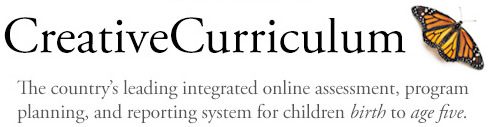 CreativeCurriculum
The country's leading integrated online assessment, program
planning, and reporting system for children birth to age five.